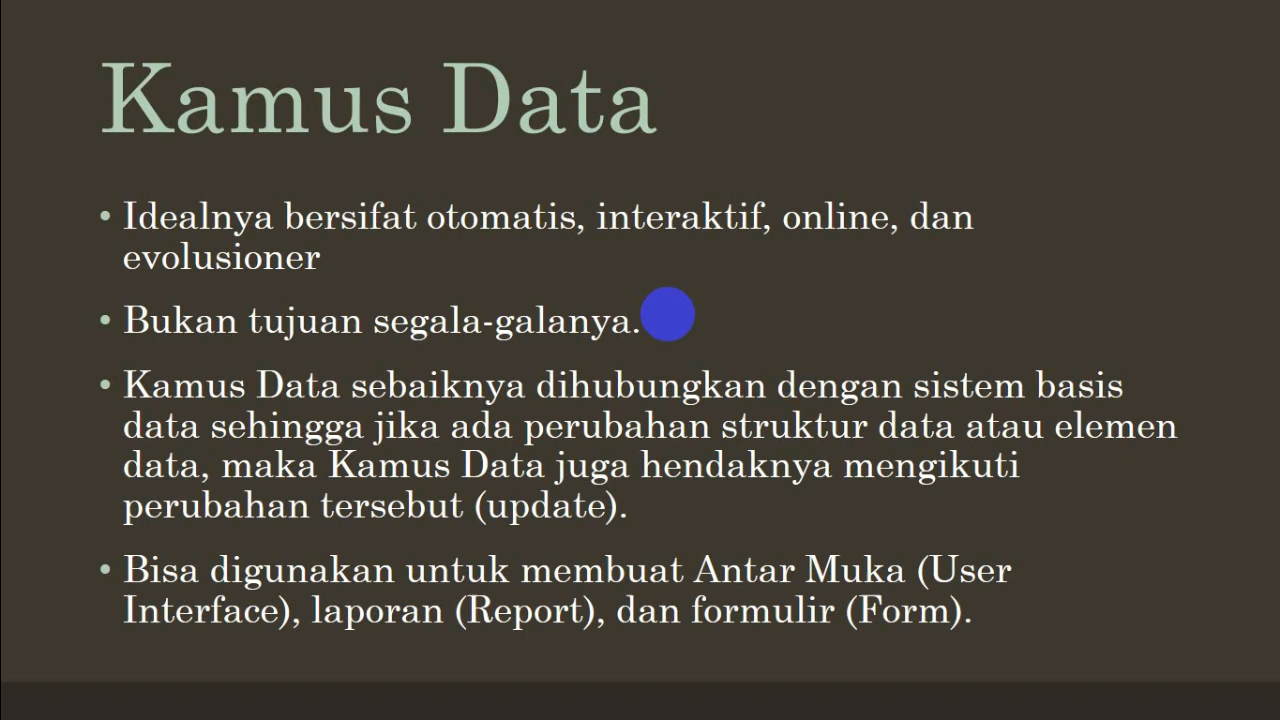 Kamus Data
• Idealnya bersifat otomatis, interaktif, online, dan
evolusioner
• Bukan tujuan segala-galanya.
• Kamus Data sebaiknya dihubungkan dengan sistem basis
data sehingga jika ada perubahan struktur data atau elemen
data, maka Kamus Data juga hendaknya mengikuti
perubahan tersebut (update).
• Bisa digunakan untuk membuat Antar Muka (User
Interface), laporan (Report), dan formulir (Form).